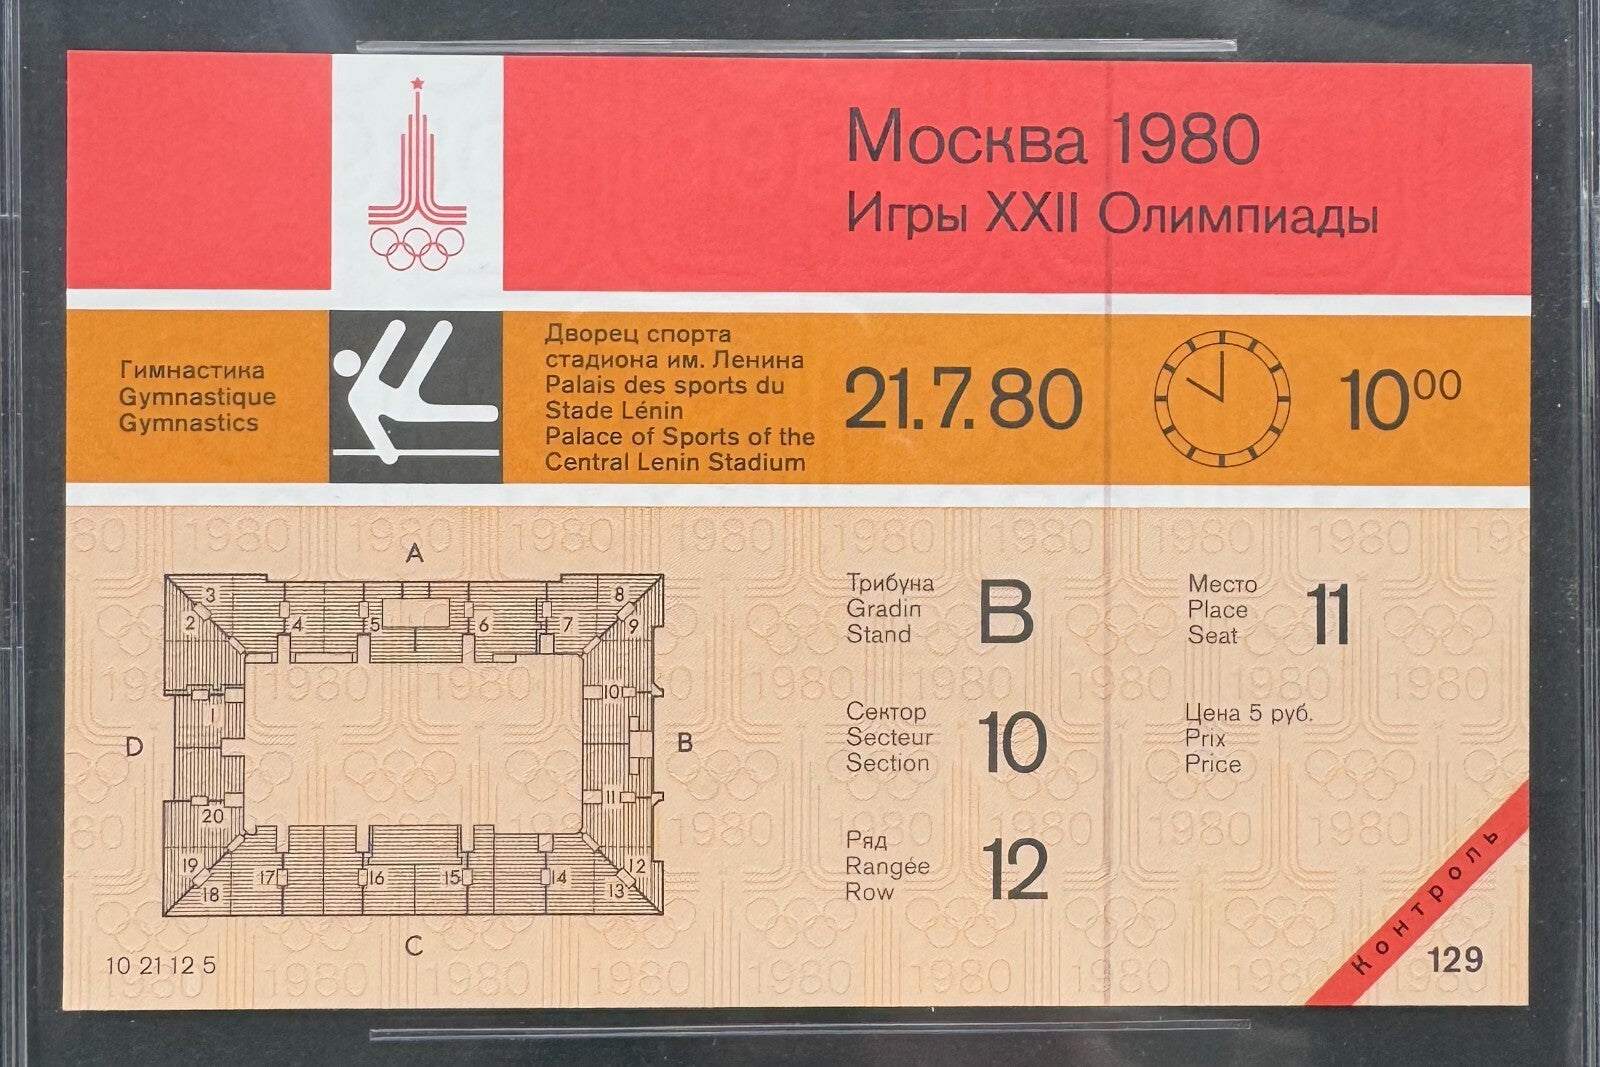 Москва 1980
Игры XXII Олимпиады
Гимнастика
Gymnastique
Gymnastics
Дворец спорта
стадиона им. Ленина
Palais des sports du
Stade Lénin
Palace of Sports of the
Central Lenin Stadium
21.7.80
10⁰⁰
A
3
2
4
5
6
7
8
9
10
1
D
B
11
20
19
18
17
16
15
14
12
13
C
10 21 12 5
Трибуна
Gradin
Stand
B
Место
Place
Seat
11
Сектор
Secteur
Section
10
Цена 5 руб.
Prix
Price
Ряд
Rangée
Row
12
Контроль
129